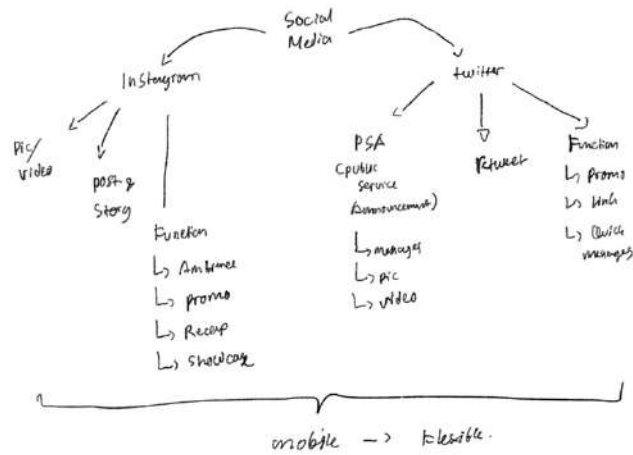 Social
Media
Instagram
twitter
Pic/
video
post &
Story
Function
↳ Ambience
↳ promo
↳ Recap
↳ Showcase
PSA
(public
service
Announcement)
↳ messages
↳ pic
↳ video
retweet
Function
↳ promo
↳ link
↳ Quick
messages
mobile → flexible.